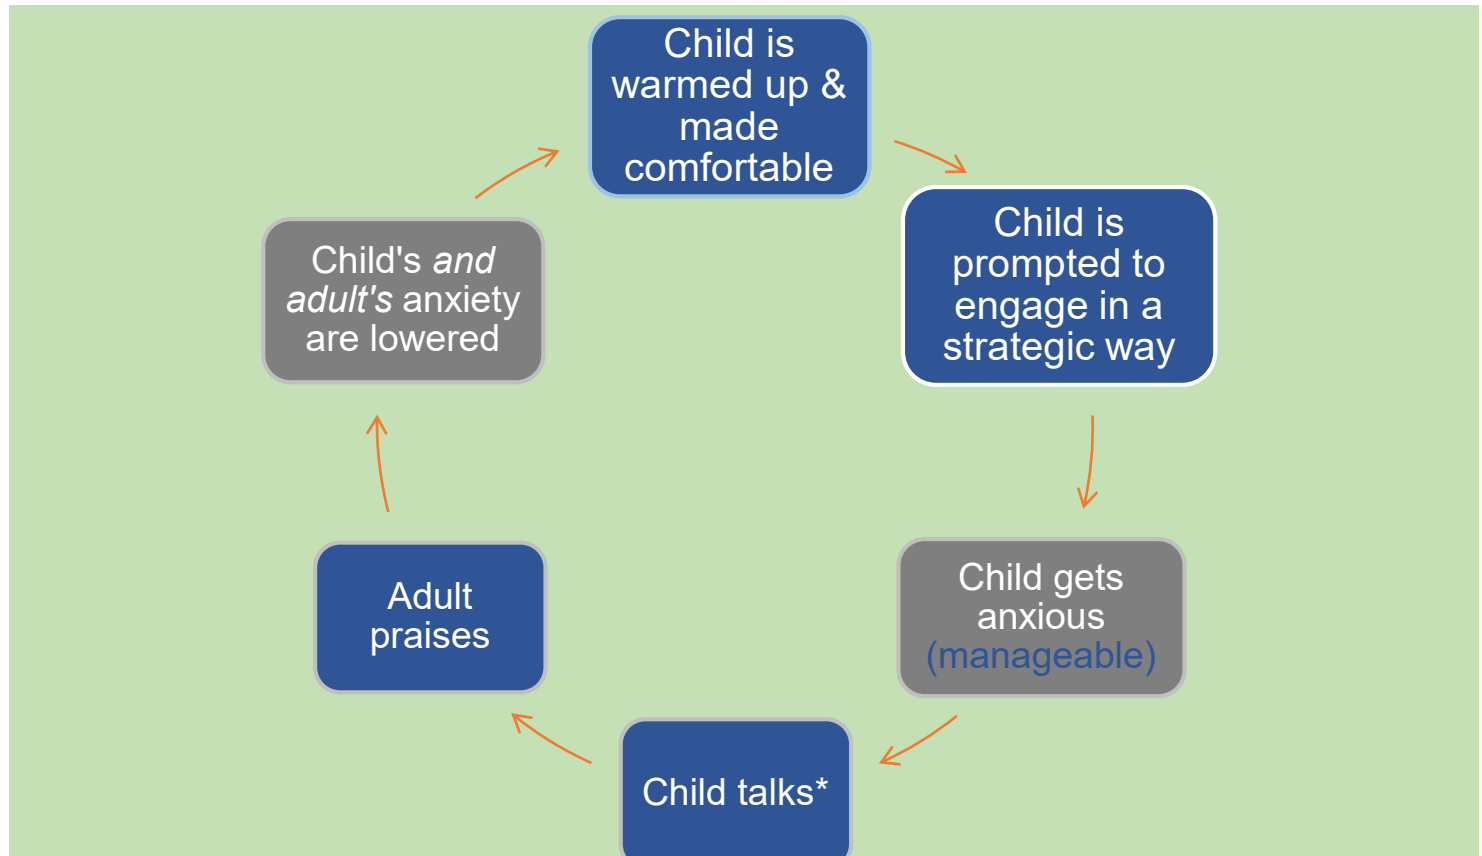 Child is
warmed up &
made
comfortable
Child is
prompted to
engage in a
strategic way
Child gets
anxious
(manageable)
Child talks*
Adult
praises
Child's and
adult's anxiety
are lowered